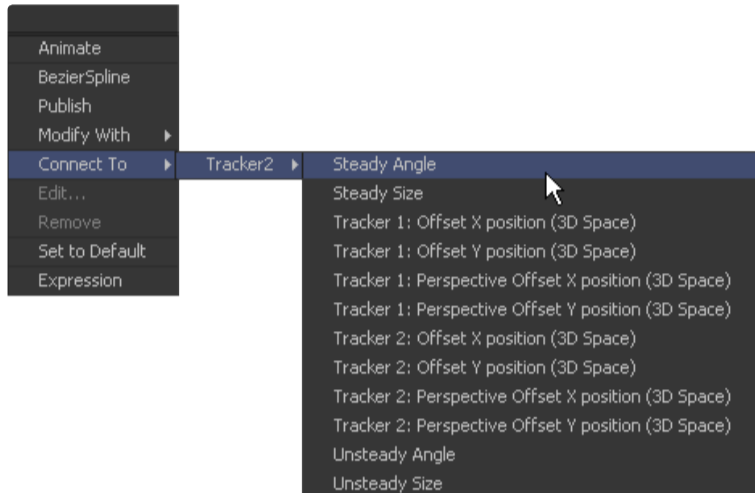 Animate
BezierSpline
Publish
Modify With
Connect To
Edit...
Remove
Set to Default
Expression
Tracker2
Steady Angle
Steady Size
Tracker 1: Offset X position (3D Space)
Tracker 1: Offset Y position (3D Space)
Tracker 1: Perspective Offset X position (3D Space)
Tracker 1: Perspective Offset Y position (3D Space)
Tracker 2: Offset X position (3D Space)
Tracker 2: Offset Y position (3D Space)
Tracker 2: Perspective Offset X position (3D Space)
Tracker 2: Perspective Offset Y position (3D Space)
Unsteady Angle
Unsteady Size